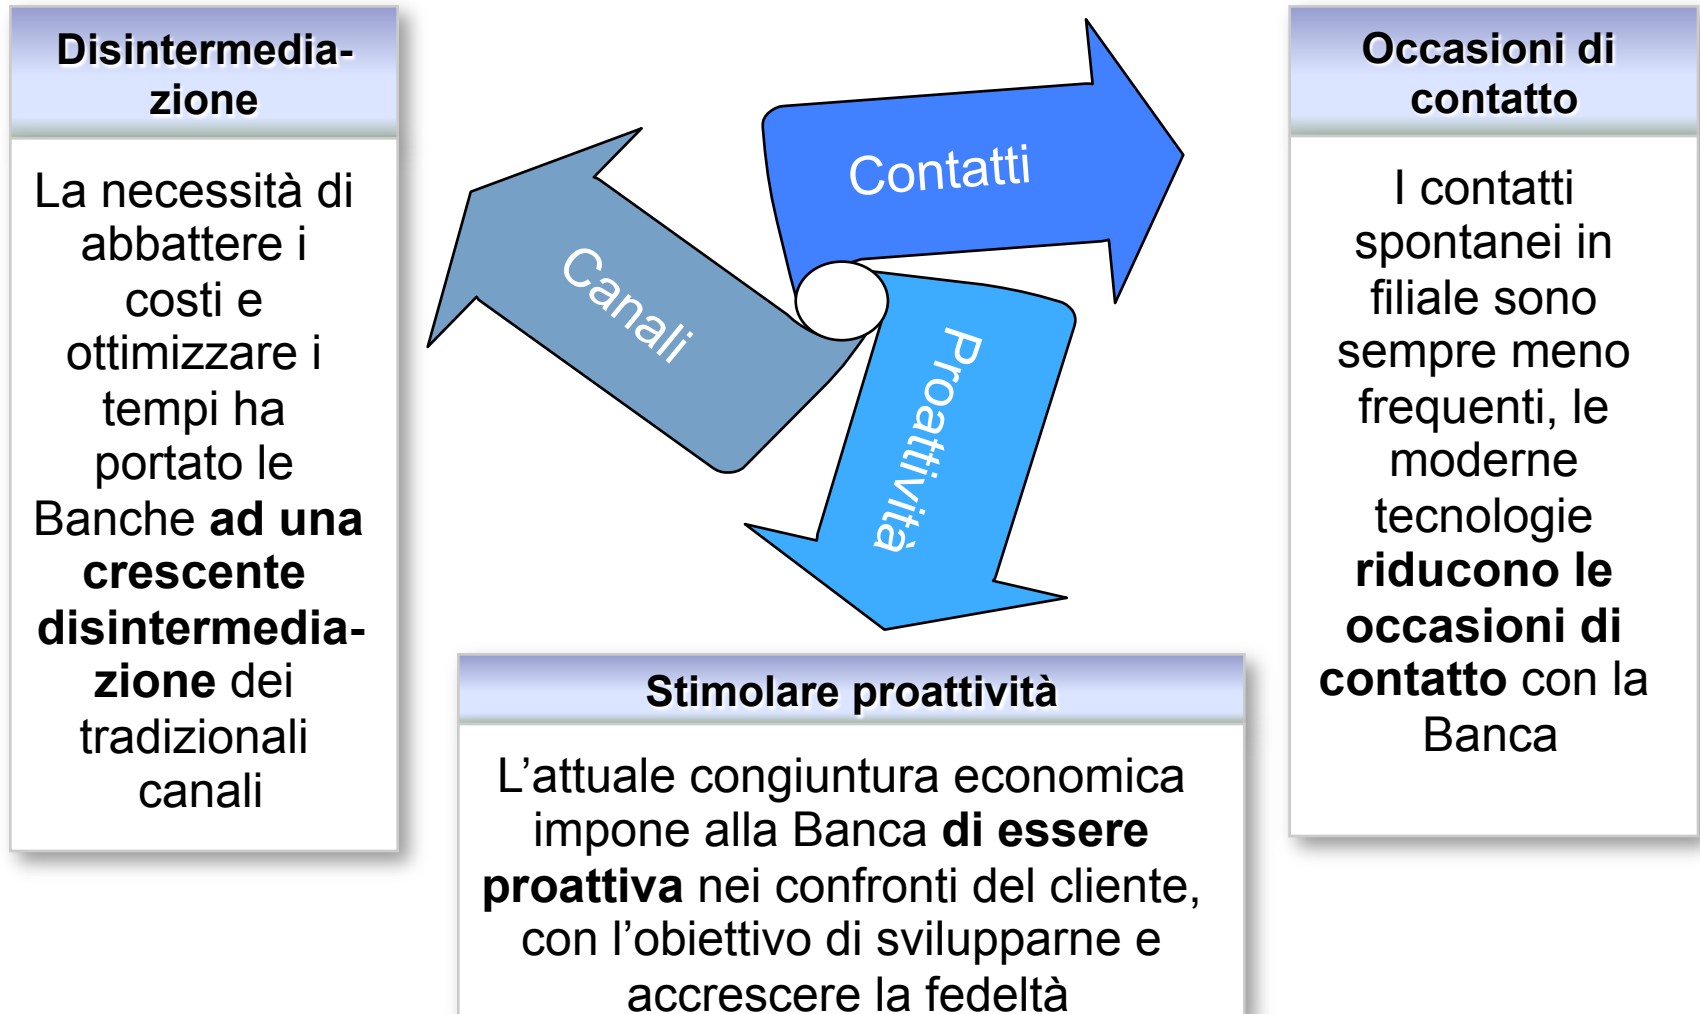 Disintermedia-
zione
La necessità di
abbattere i
costi e
ottimizzare i
tempi ha
portato le
Banche ad una
crescente
disintermedia-
zione dei
tradizionali
canali
Contatti
Canali
Proattività
Occasioni di
contatto
I contatti
spontanei in
filiale sono
sempre meno
frequenti, le
moderne
tecnologie
riducono le
occasioni di
contatto con la
Banca
Stimolare proattività
L’attuale congiuntura economica
impone alla Banca di essere
proattiva nei confronti del cliente,
con l’obiettivo di svilupparne e
accrescere la fedeltà